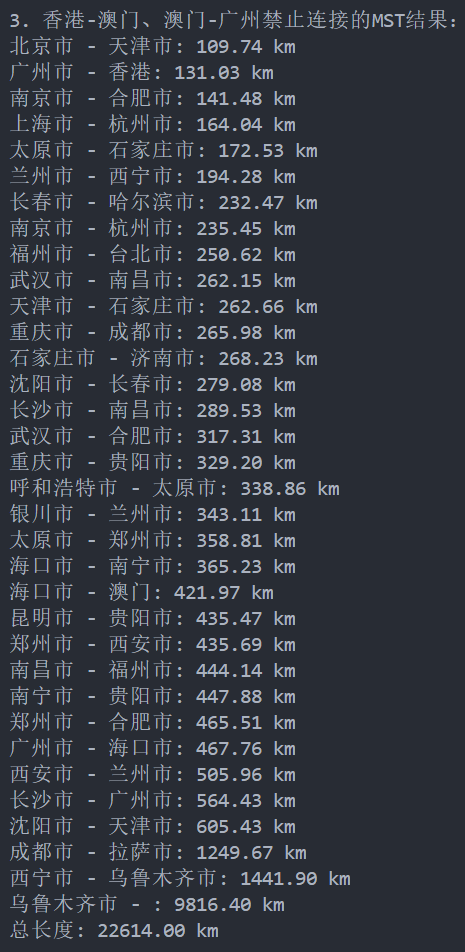 3. 香港-澳门、澳门-广州禁止连接的MST结果:
北京市 - 天津市: 109.74 km
广州市 - 香港: 131.03 km
南京市 - 合肥市: 141.48 km
上海市 - 杭州市: 164.04 km
太原市 - 石家庄市: 172.53 km
兰州市 - 西宁市: 194.28 km
长春市 - 哈尔滨市: 232.47 km
南京市 - 杭州市: 235.45 km
福州市 - 台北市: 250.62 km
武汉市 - 南昌市: 262.15 km
天津市 - 石家庄市: 262.66 km
重庆市 - 成都市: 265.98 km
石家庄市 - 济南市: 268.23 km
沈阳市 - 长春市: 279.08 km
长沙市 - 南昌市: 289.53 km
武汉市 - 合肥市: 317.31 km
重庆市 - 贵阳市: 329.20 km
呼和浩特市 - 太原市: 338.86 km
银川市 - 兰州市: 343.11 km
太原市 - 郑州市: 358.81 km
海口市 - 南宁市: 365.23 km
海口市 - 澳门: 421.97 km
昆明市 - 贵阳市: 435.47 km
郑州市 - 西安市: 435.69 km
南昌市 - 福州市: 444.14 km
南宁市 - 贵阳市: 447.88 km
郑州市 - 合肥市: 465.51 km
广州市 - 海口市: 467.76 km
西安市 - 兰州市: 505.96 km
长沙市 - 广州市: 564.43 km
沈阳市 - 天津市: 605.43 km
成都市 - 拉萨市: 1249.67 km
西宁市 - 乌鲁木齐市: 1441.90 km
乌鲁木齐市 - : 9816.40 km
总长度: 22614.00 km